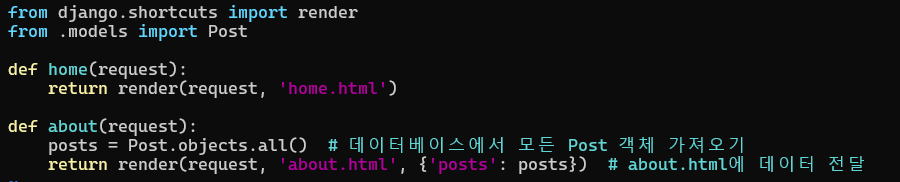 from django.shortcuts import render
from .models import Post

def home(request):
    return render(request, 'home.html')

def about(request):
    posts = Post.objects.all()  # 데이터베이스에서 모든 Post 객체 가져오기
    return render(request, 'about.html', {'posts': posts})  # about.html에 데이터 전달